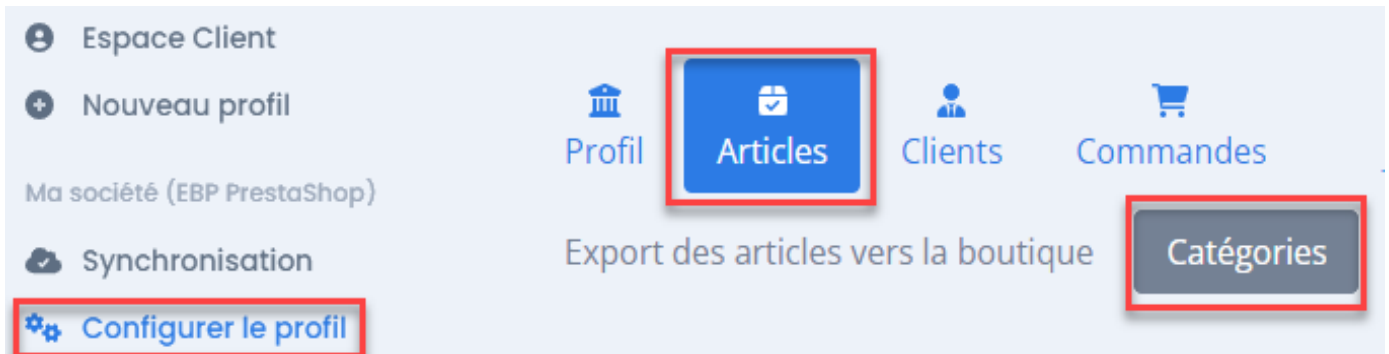 Espace Client
Nouveau profil
Ma société (EBP PrestaShop)
Synchronisation
Configurer le profil
Profil
Articles
Clients
Commandes
Export des articles vers la boutique
Catégories